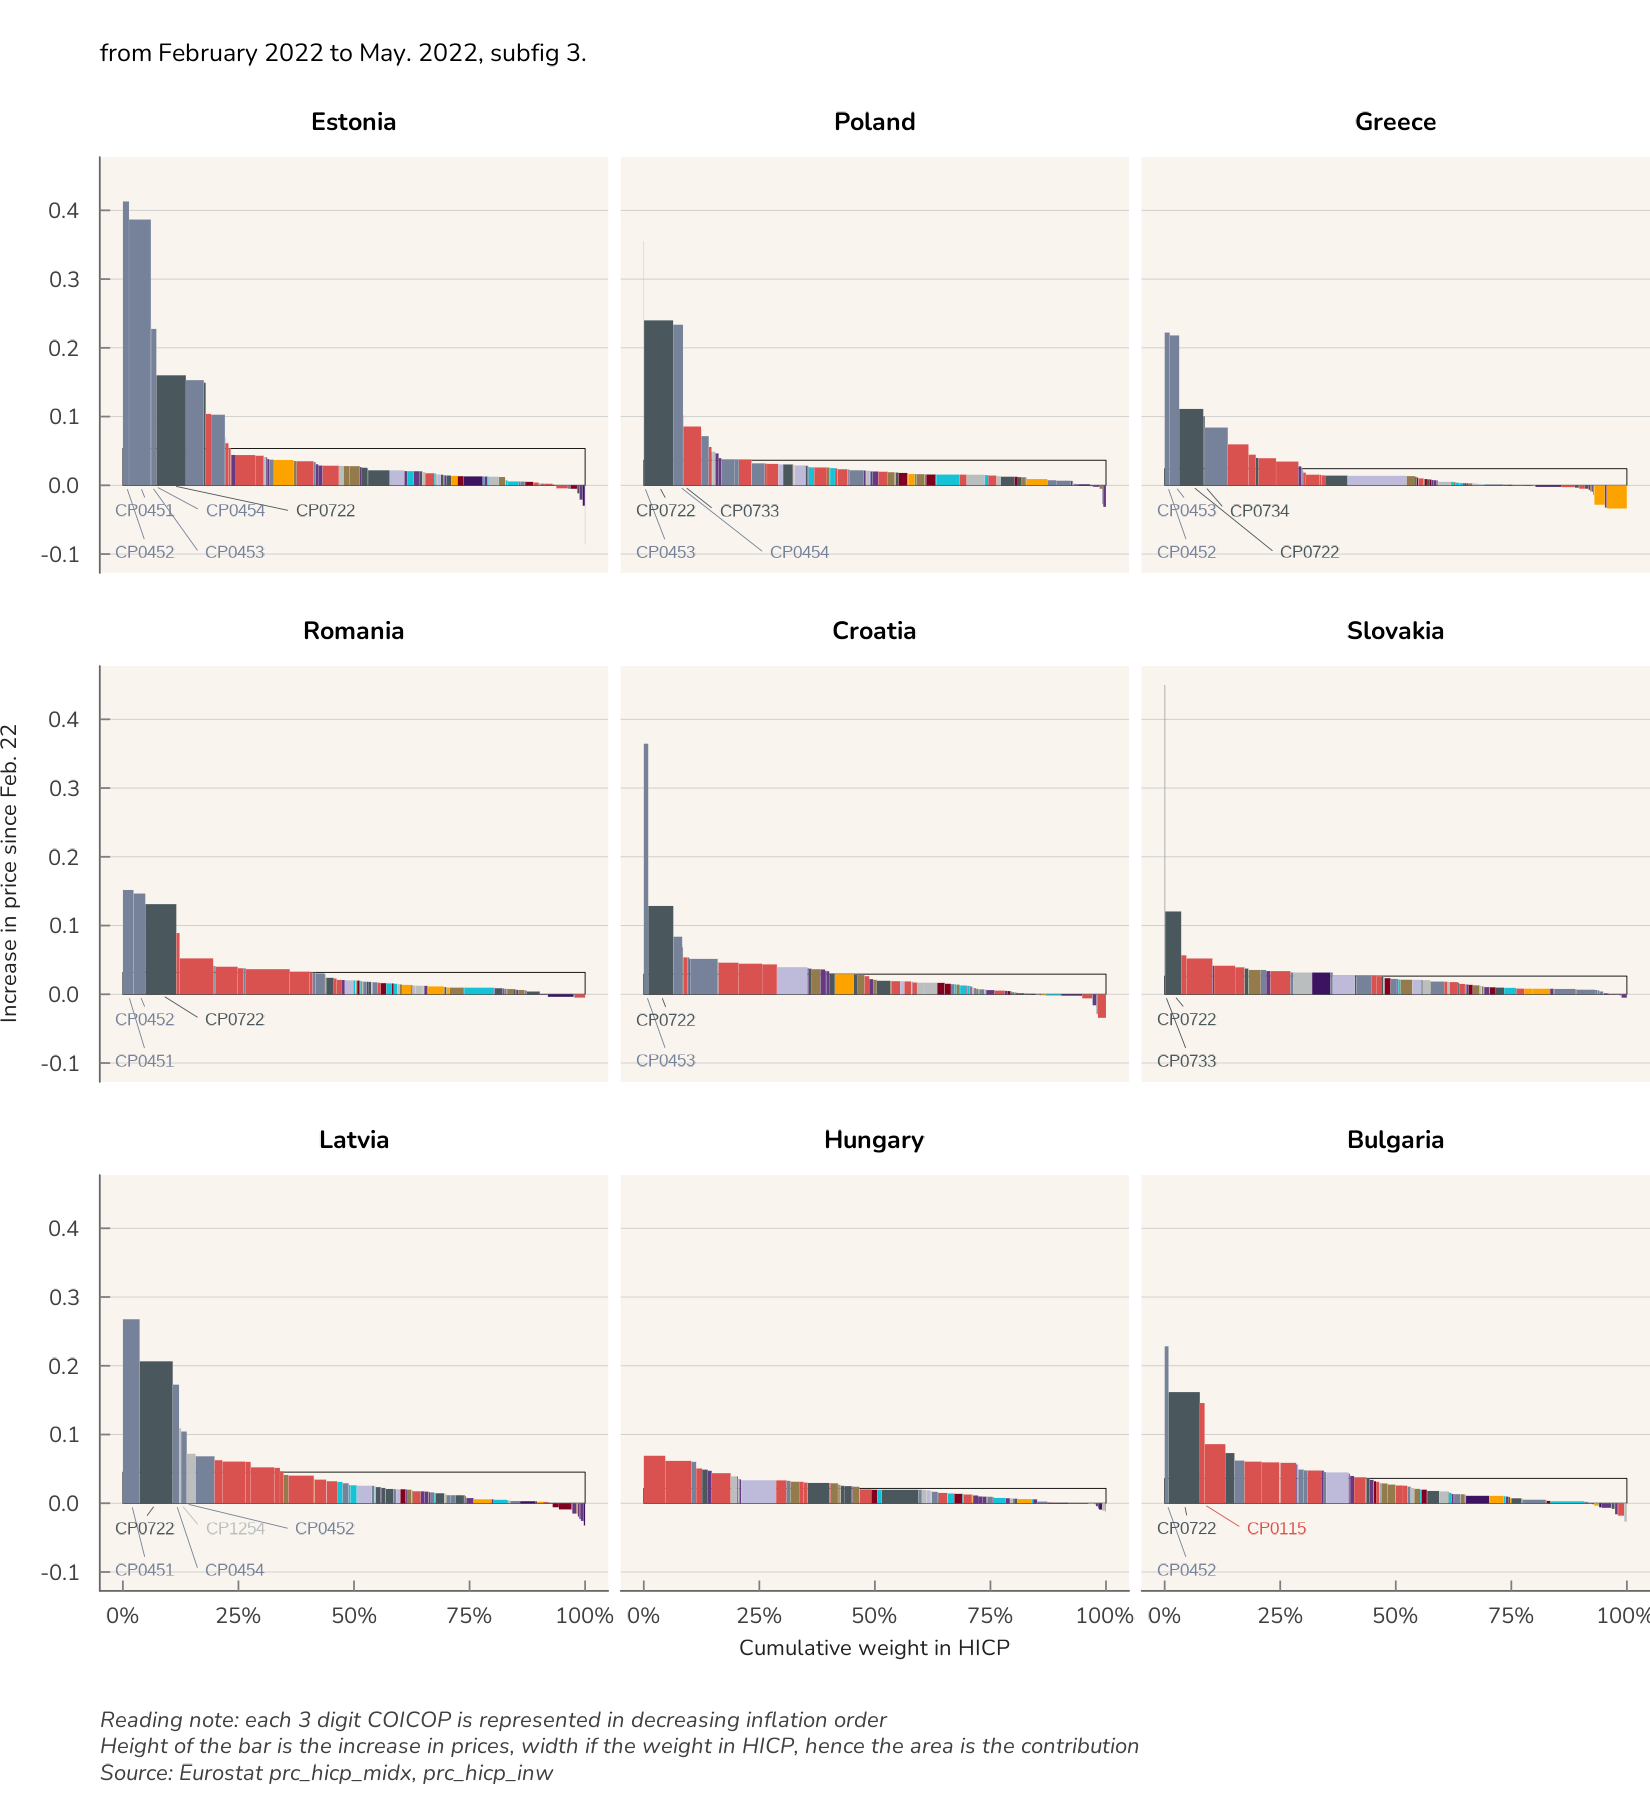 from February 2022 to May. 2022, subfig 3.
Estonia
Poland
Greece
0.4
0.3
0.2
0.1
0.0
-0.1
CP0451 CP0454 CP0722
CP0452 CP0453
CP0722 CP0733
CP0453 CP0454
CP0453 CP0734
CP0452 CP0722
Romania
Croatia
Slovakia
Increase in price since Feb. 22
0.4
0.3
0.2
0.1
0.0
-0.1
CP0452 CP0722
CP0451
CP0722
CP0453
CP0722
CP0733
Latvia
Hungary
Bulgaria
0.4
0.3
0.2
0.1
0.0
-0.1
CP0722 CP1254 CP0452
CP0451 CP0454
CP0722 CP0115
CP0452
0% 25% 50% 75% 100%
0% 25% 50% 75% 100%
0% 25% 50% 75% 100%
Cumulative weight in HICP
Reading note: each 3 digit COICOP is represented in decreasing inflation order
Height of the bar is the increase in prices, width if the weight in HICP, hence the area is the contribution
Source: Eurostat prc_hicp_midx, prc_hicp_inw